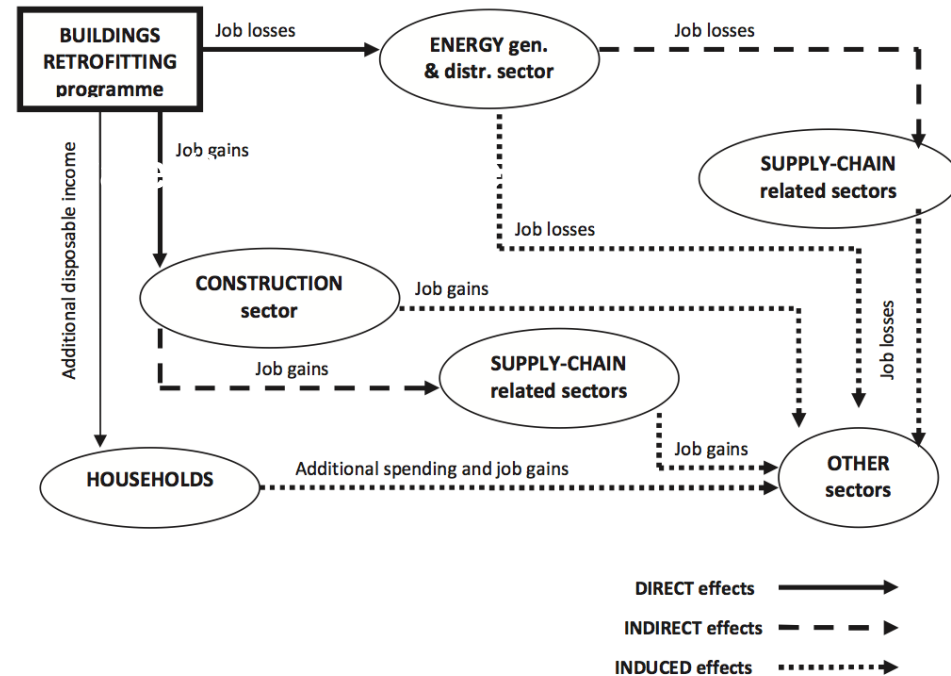 BUILDINGS
RETROFITTING
programme
Job losses
ENERGY gen.
& distr. sector
Job losses
Job gains
SUPPLY-CHAIN
related sectors
Additional disposable income
Job losses
CONSTRUCTION
sector
Job gains
Job losses
Job gains
SUPPLY-CHAIN
related sectors
Job gains
HOUSEHOLDS
Additional spending and job gains
OTHER
sectors
DIRECT effects
INDIRECT effects
INDUCED effects